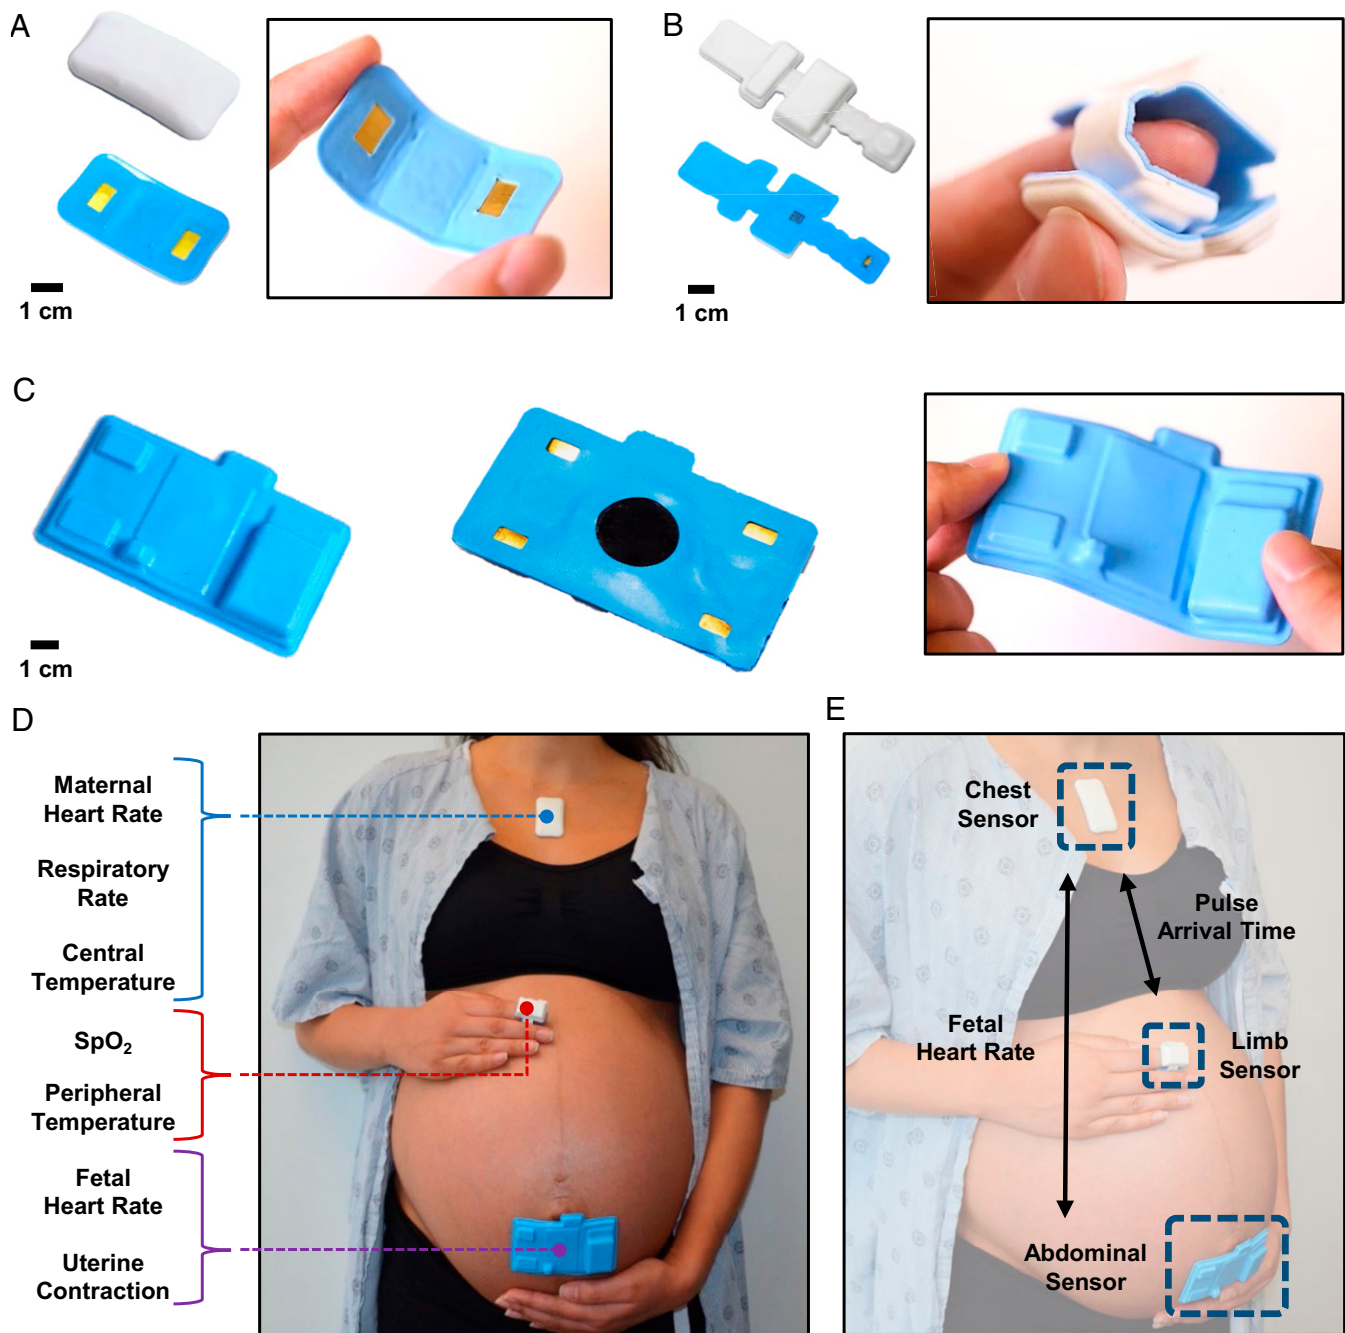 A
B
1 cm
1 cm
C
1 cm
D
E
Maternal
Heart Rate
Respiratory
Rate
Central
Temperature
SpO₂
Peripheral
Temperature
Fetal
Heart Rate
Uterine
Contraction
Chest
Sensor
Pulse
Arrival Time
Fetal
Heart Rate
Limb
Sensor
Abdominal
Sensor